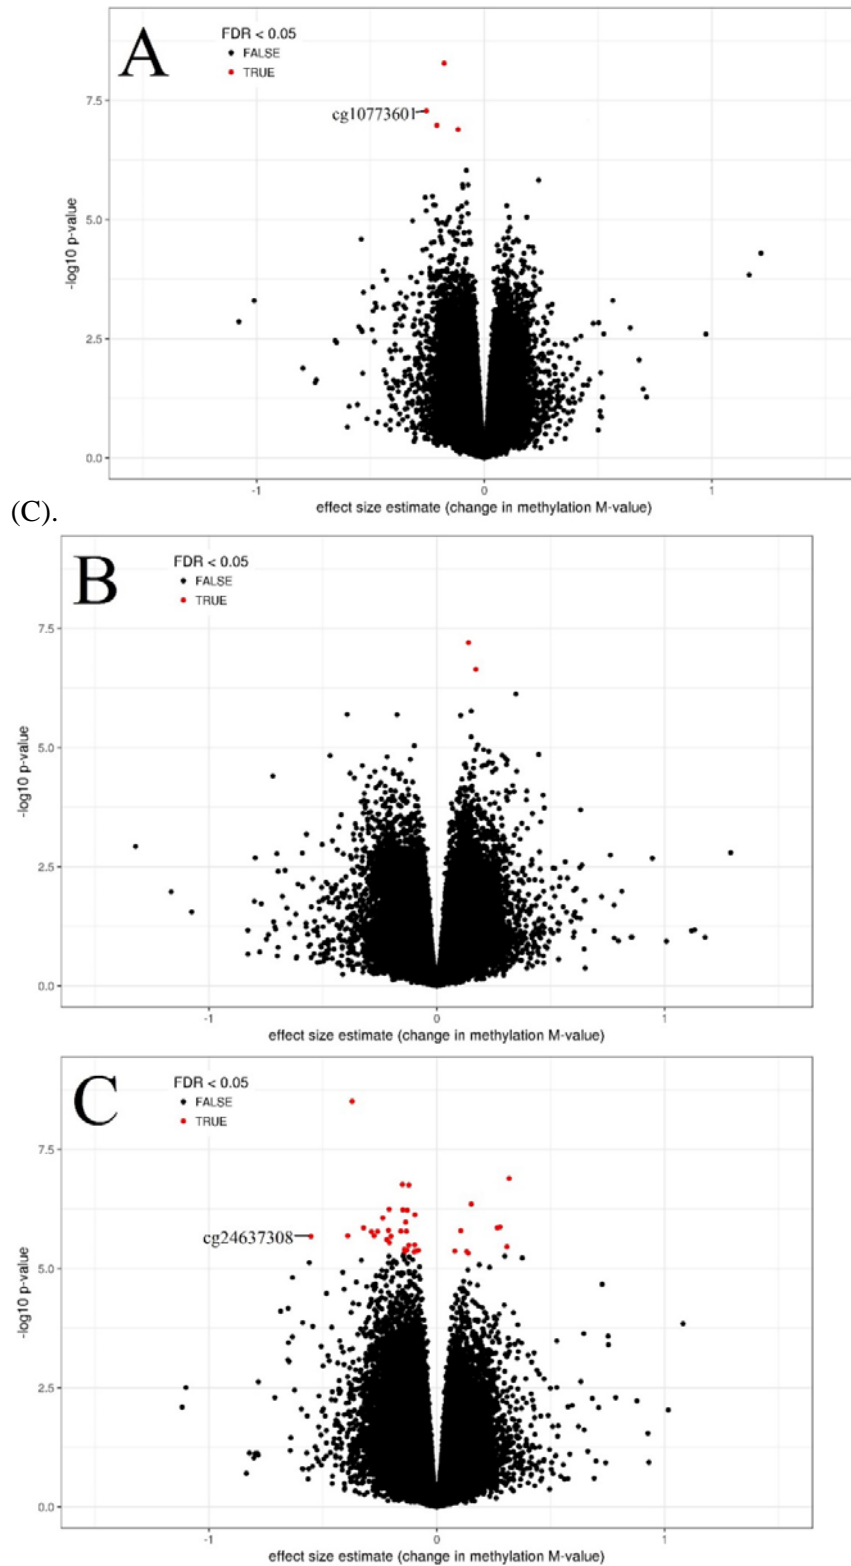 A
FDR < 0.05
FALSE
TRUE
cg10773601
7.5
5.0
2.5
0.0
-log10 p-value
-1
0
1
effect size estimate (change in methylation M-value)
(C).
B
FDR < 0.05
FALSE
TRUE
7.5
5.0
2.5
0.0
-log10 p-value
-1
0
1
effect size estimate (change in methylation M-value)
C
FDR < 0.05
FALSE
TRUE
7.5
cg24637308
5.0
2.5
0.0
-log10 p-value
-1
0
1
effect size estimate (change in methylation M-value)